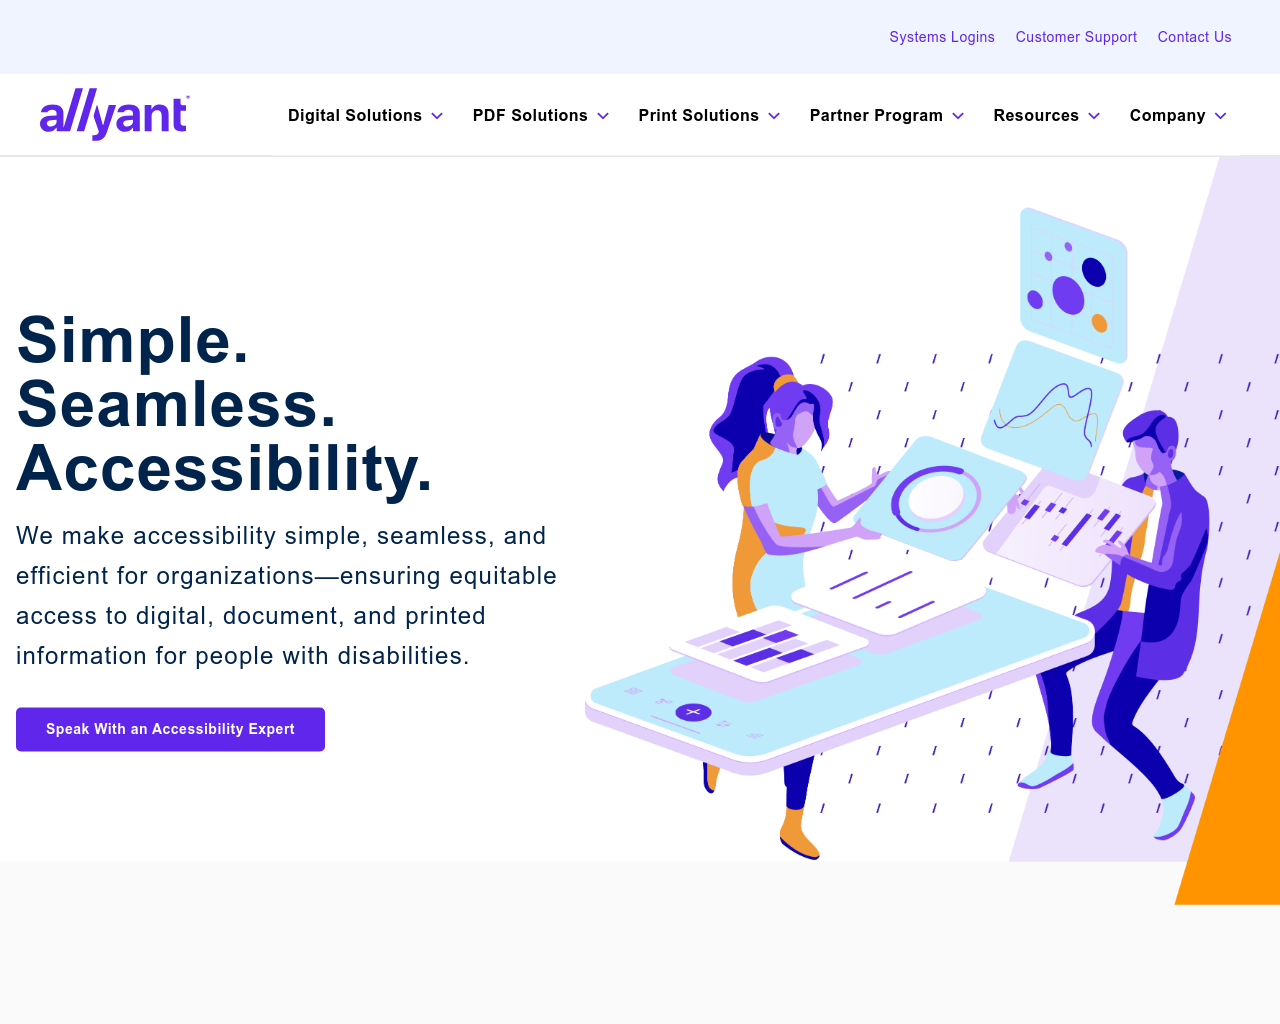 Systems Logins Customer Support Contact Us
allyant
Digital Solutions PDF Solutions Print Solutions Partner Program Resources Company
Simple.
Seamless.
Accessibility.
We make accessibility simple, seamless, and
efficient for organizations—ensuring equitable
access to digital, document, and printed
information for people with disabilities.
Speak With an Accessibility Expert